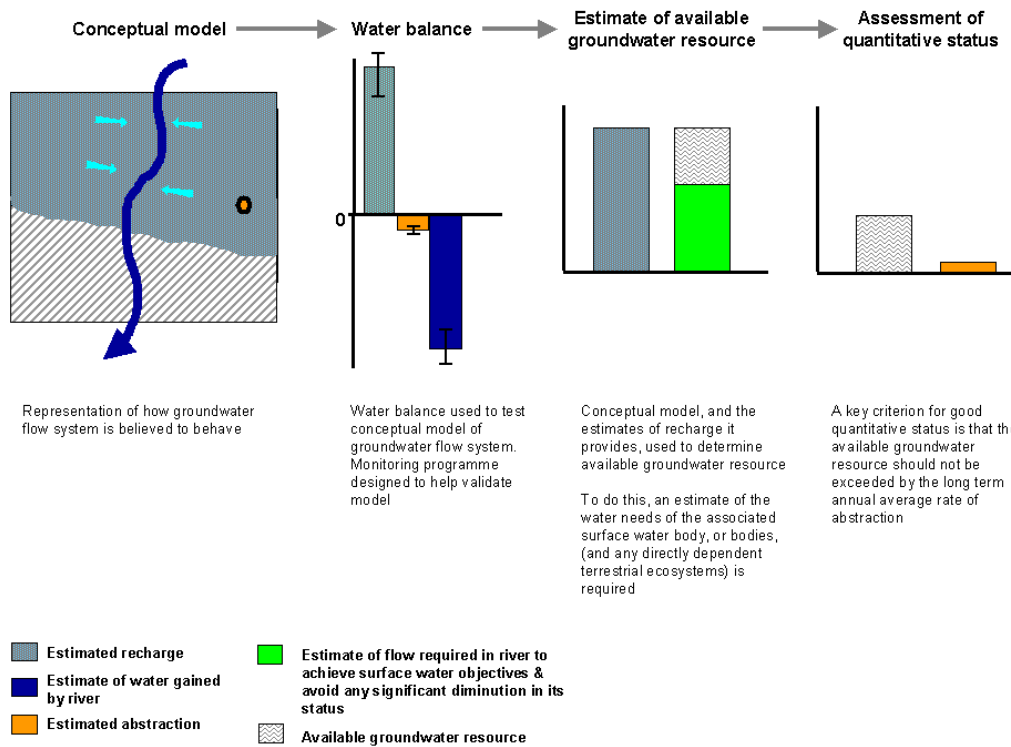 Conceptual model
Water balance
Estimate of available
groundwater resource
Assessment of
quantitative status
0
Representation of how groundwater
flow system is believed to behave
Water balance used to test
conceptual model of
groundwater flow system.
Monitoring programme
designed to help validate
model
Conceptual model, and the
estimates of recharge it
provides, used to determine
available groundwater resource
To do this, an estimate of the
water needs of the associated
surface water body, or bodies,
(and any directly dependent
terrestrial ecosystems) is
required
A key criterion for good
quantitative status is that the
available groundwater
resource should not be
exceeded by the long term
annual average rate of
abstraction
Estimated recharge
Estimate of water gained
by river
Estimated abstraction
Estimate of flow required in river to
achieve surface water objectives &
avoid any significant diminution in its
status
Available groundwater resource